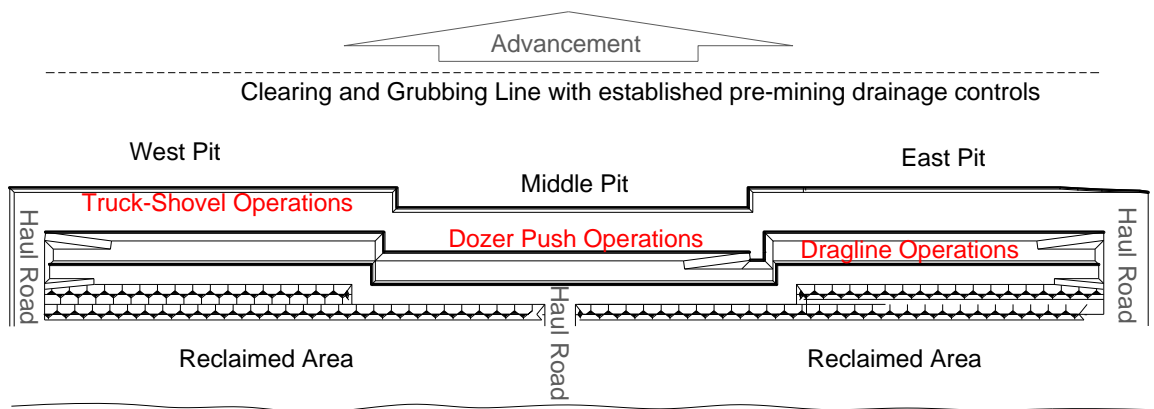 Advancement
Clearing and Grubbing Line with established pre-mining drainage controls
West Pit
Middle Pit
East Pit
Truck-Shovel Operations
Dozer Push Operations
Dragline Operations
Haul Road
Haul Road
Haul Road
Reclaimed Area
Reclaimed Area